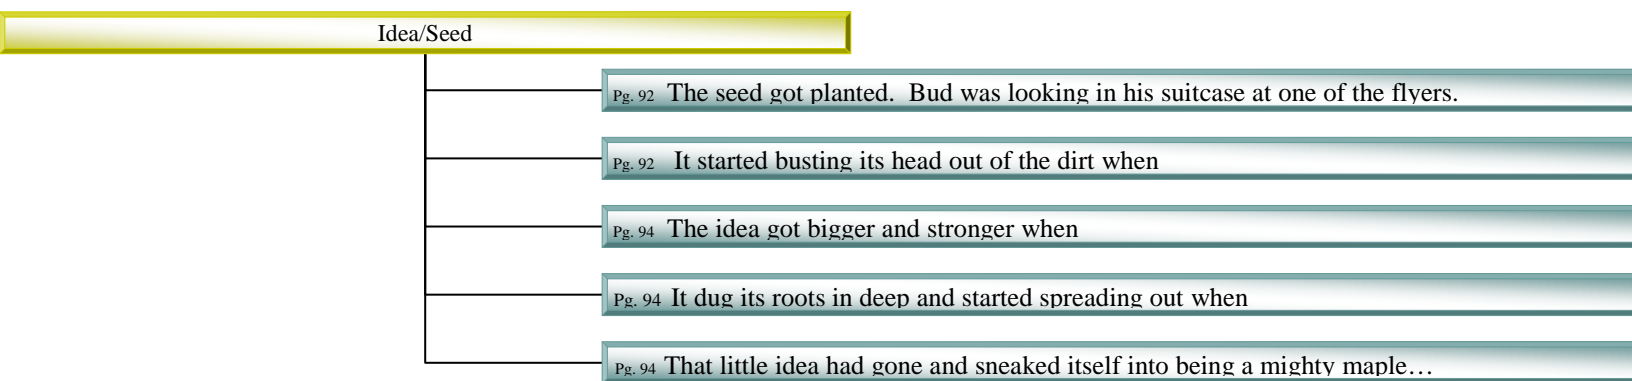 Idea/Seed
Pg. 92 The seed got planted. Bud was looking in his suitcase at one of the flyers.
Pg. 92 It started busting its head out of the dirt when
Pg. 94 The idea got bigger and stronger when
Pg. 94 It dug its roots in deep and started spreading out when
Pg. 94 That little idea had gone and sneaked itself into being a mighty maple…